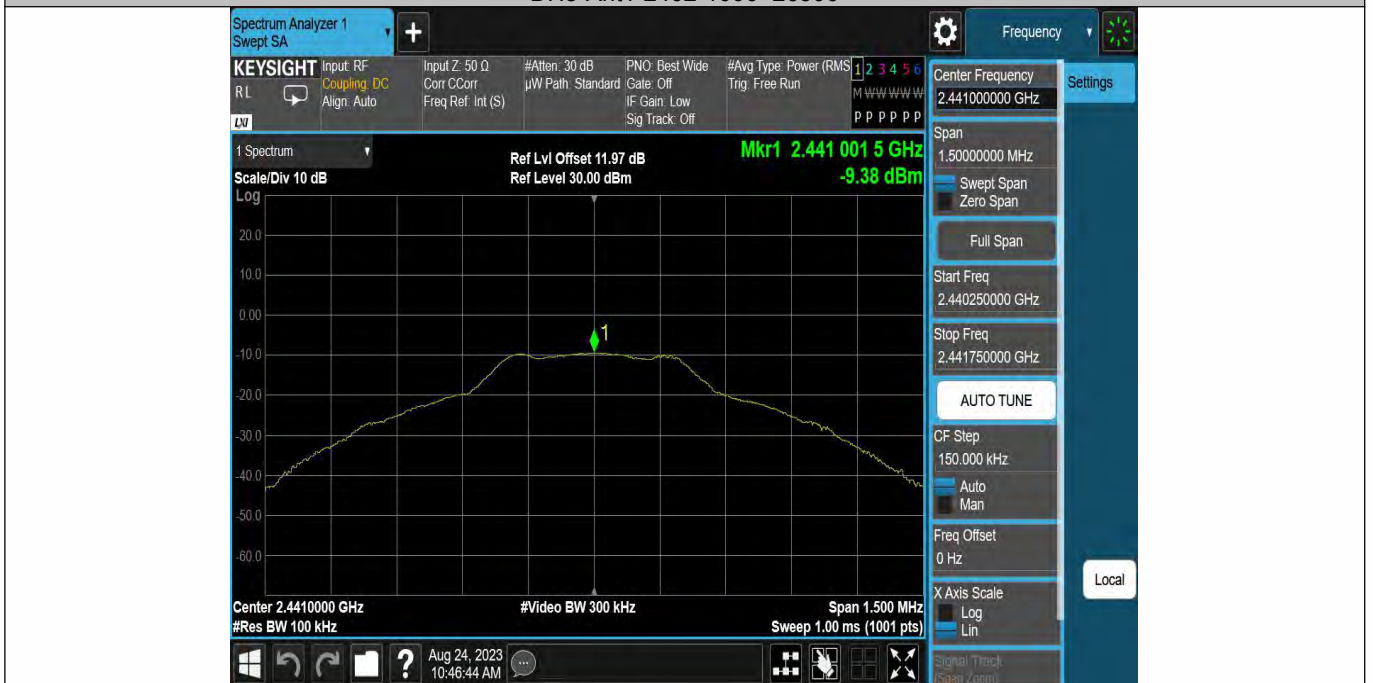 Spectrum Analyzer 1
Swept SA
+
Frequency
KEYSIGHT
RL
LXI
Input: RF
Coupling: DC
Align: Auto
Input Z: 50 Ω
Corr CCorr
Freq Ref: Int (S)
#Atten: 30 dB
µW Path: Standard
PNO: Best Wide
Gate: Off
IF Gain: Low
Sig Track: Off
#Avg Type: Power (RMS
Trig: Free Run
1 2 3 4 5 6
M W W W W W
P P P P P P
1 Spectrum
Scale/Div 10 dB
Log
Ref Lvl Offset 11.97 dB
Ref Level 30.00 dBm
Mkr1 2.441 001 5 GHz
-9.38 dBm
20.0
10.0
0.00
-10.0
-20.0
-30.0
-40.0
-50.0
-60.0
1
Center 2.4410000 GHz
#Res BW 100 kHz
#Video BW 300 kHz
Span 1.500 MHz
Sweep 1.00 ms (1001 pts)
Center Frequency
2.441000000 GHz
Settings
Span
1.50000000 MHz
Swept Span
Zero Span
Full Span
Start Freq
2.440250000 GHz
Stop Freq
2.441750000 GHz
AUTO TUNE
CF Step
150.000 kHz
Auto
Man
Freq Offset
0 Hz
X Axis Scale
Log
Lin
Signal Track
(Span Zoom)
Local
?
Aug 24, 2023
10:46:44 AM